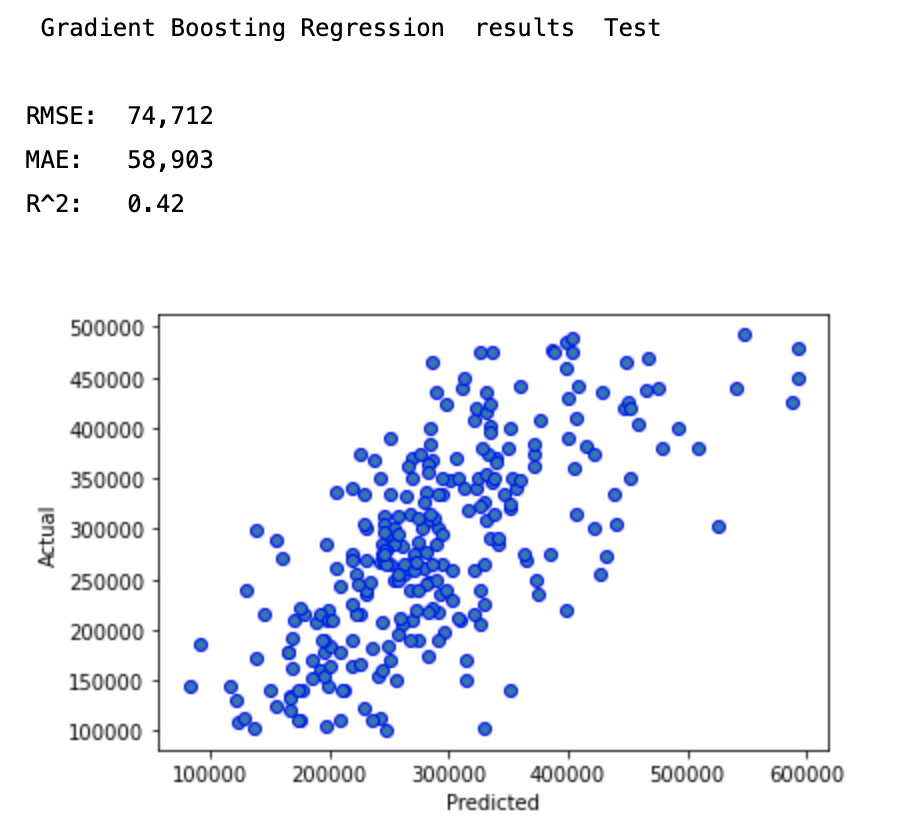 Gradient Boosting Regression  results  Test
RMSE:  74,712
MAE:   58,903
R^2:   0.42
500000
450000
400000
350000
300000
250000
200000
150000
100000
Actual
100000 200000 300000 400000 500000 600000
Predicted